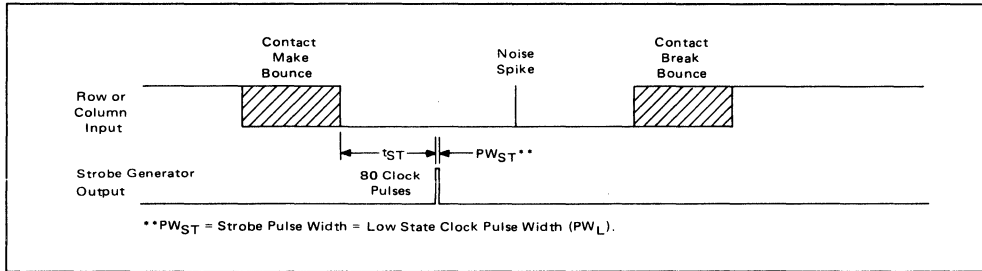 Contact
Make
Bounce
Noise
Spike
Contact
Break
Bounce
Row or
Column
Input
tST
PWST**
Strobe Generator
Output
80 Clock
Pulses
**PWST = Strobe Pulse Width = Low State Clock Pulse Width (PWL).